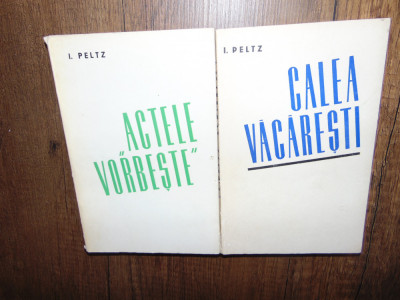 I. PELTZ
ACTELE
"VORBEȘTE"
I. PELTZ
CALEA
VĂCĂREȘTI